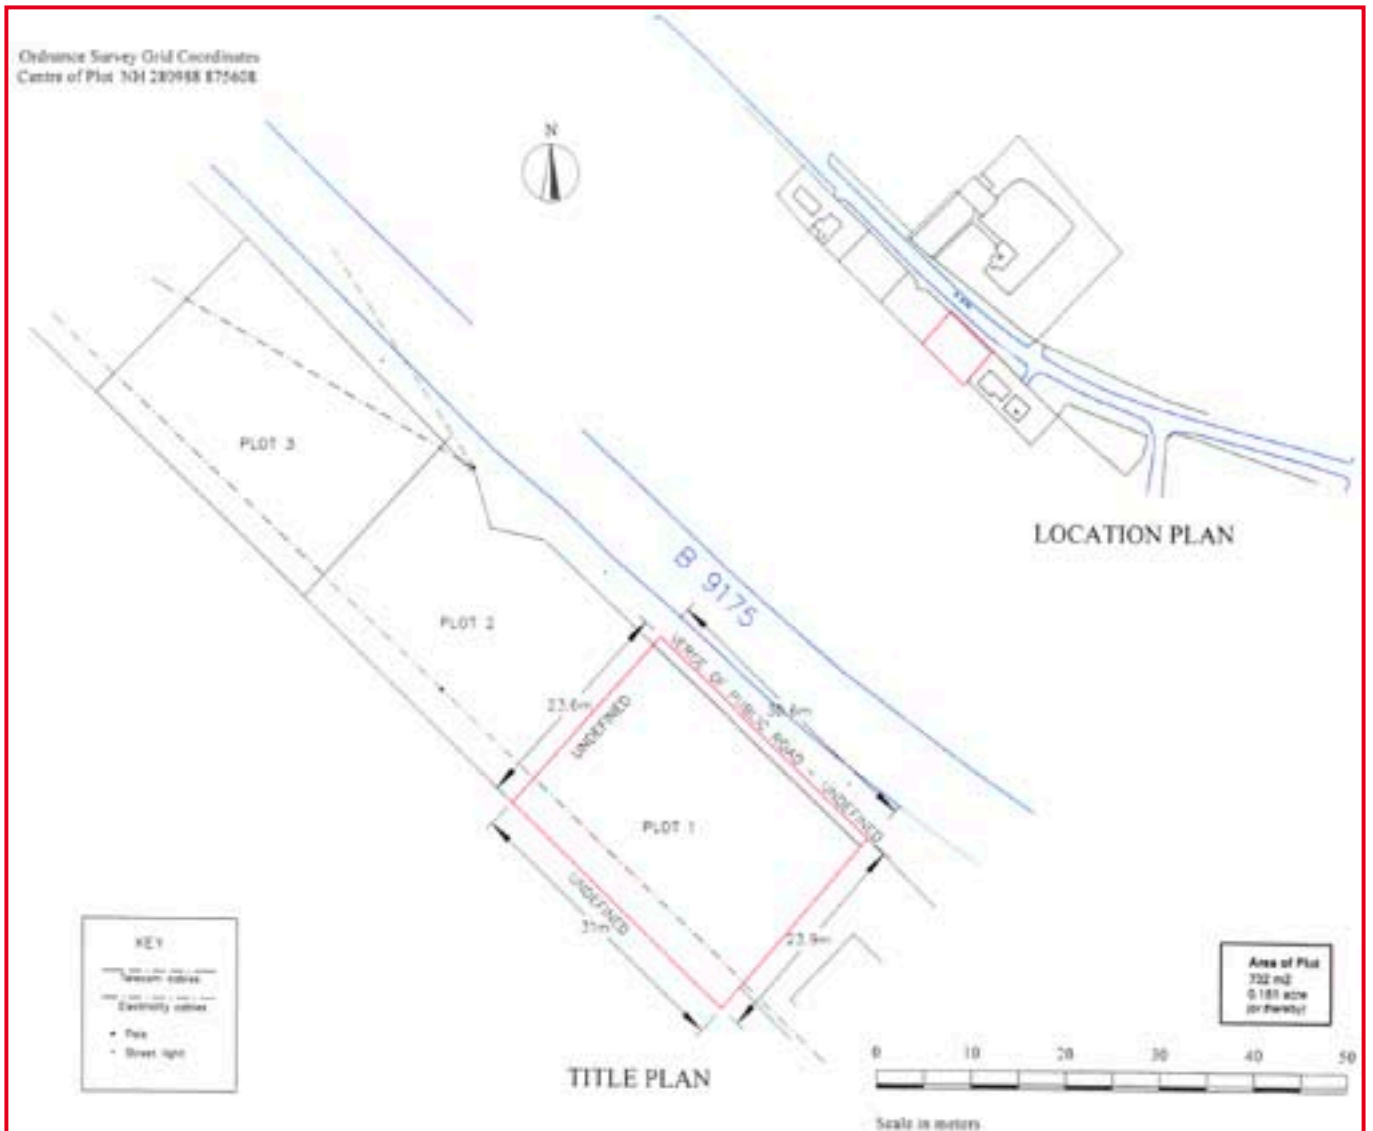 Ordnance Survey Grid Coordinates
Centre of Plot NH 280988 875608
N
B 9175
LOCATION PLAN
PLOT 3
B 9175
PLOT 2
VERGE OF PUBLIC ROAD - UNDEFINED
23.6m
30.6m
UNDEFINED
PLOT 1
UNDEFINED
31m
23.9m
KEY
Telecom cables
Electricity cables
Pole
Street light
Area of Plot
732 m2
0.181 acre
(or thereby)
TITLE PLAN
0 10 20 30 40 50
Scale in meters